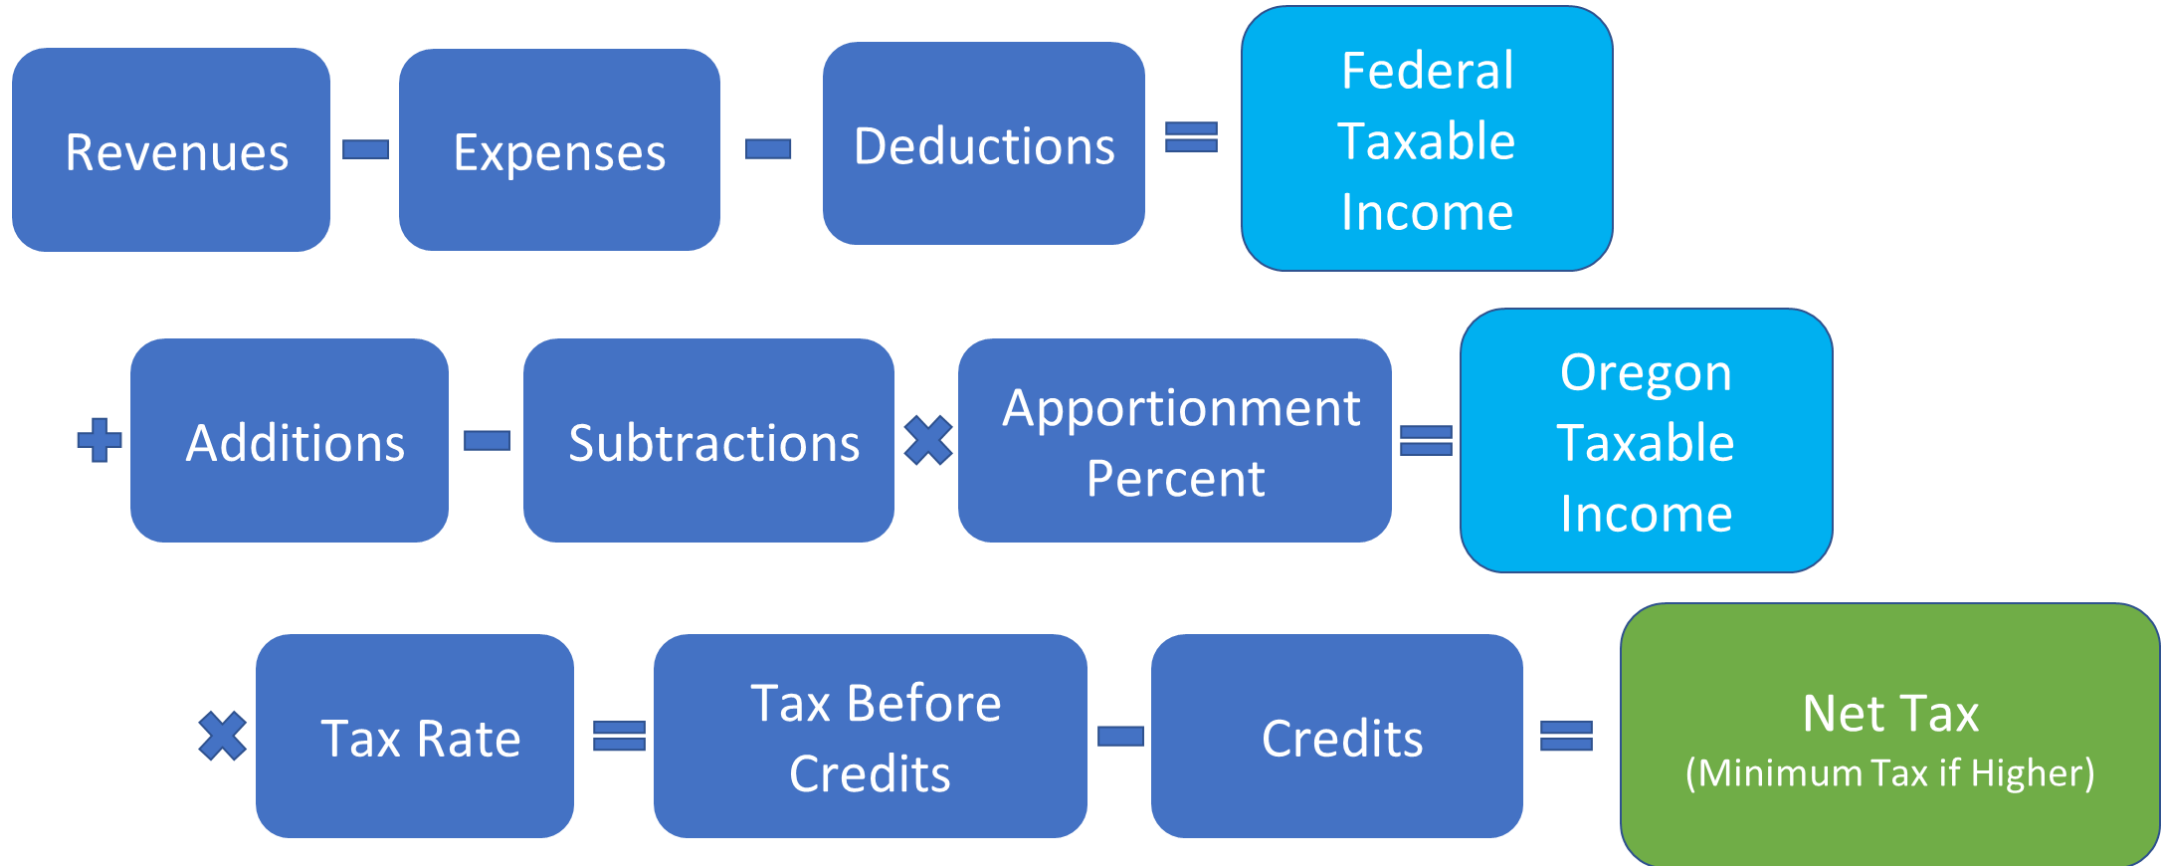 Revenues
Expenses
Deductions
Federal
Taxable
Income
Additions
Subtractions
Apportionment
Percent
Oregon
Taxable
Income
Tax Rate
Tax Before
Credits
Credits
Net Tax
(Minimum Tax if Higher)